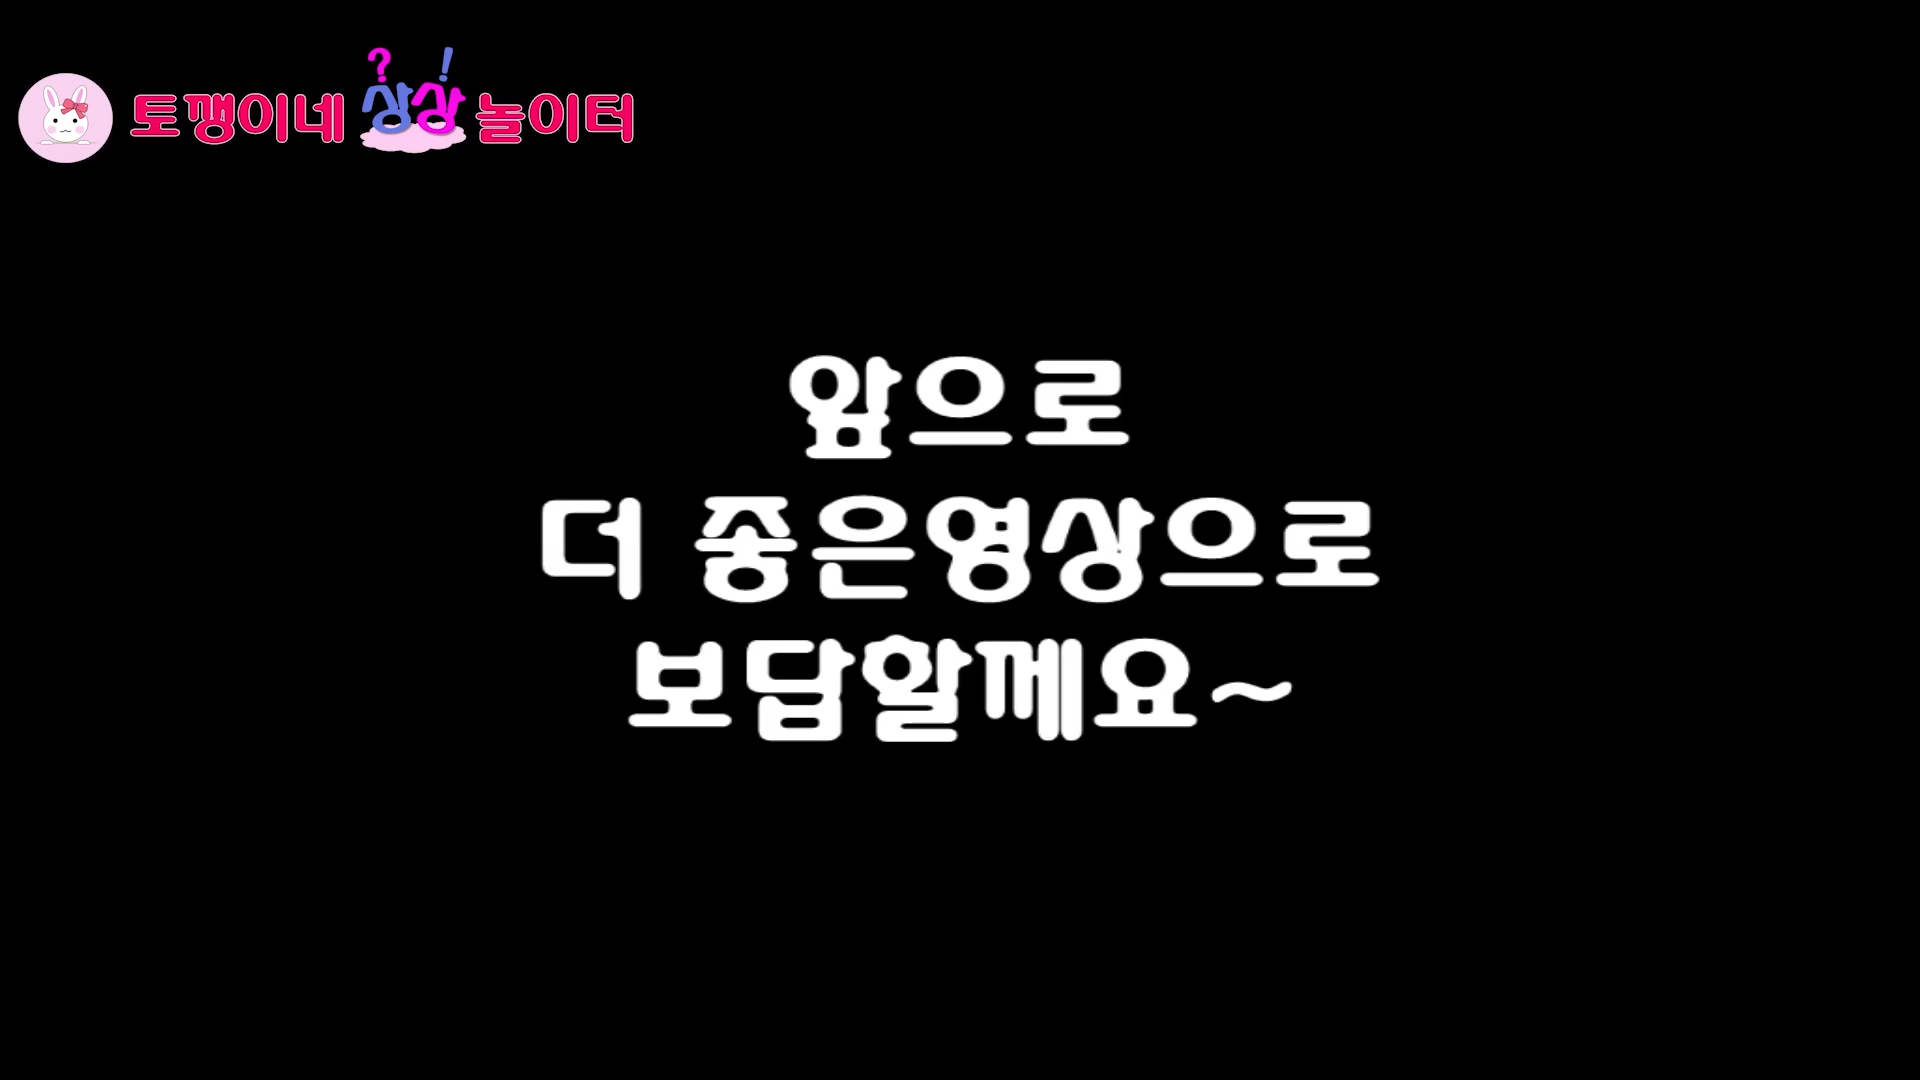 토깽이네 상상 놀이터
? !
앞으로
더 좋은영상으로
보답할께요~